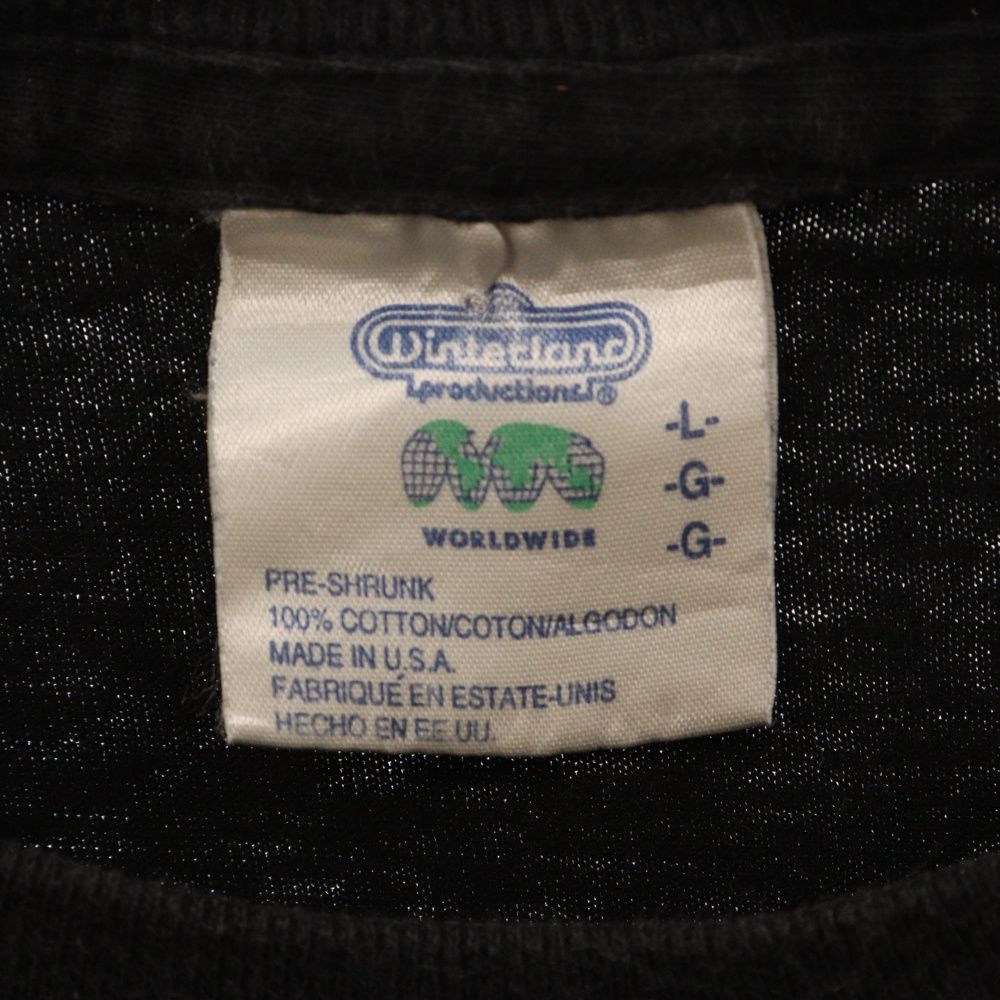 Winterland
productions®
WORLDWIDE
-L-
-G-
-G-
PRE-SHRUNK
100% COTTON/COTON/ALGODON
MADE IN U.S.A.
FABRIQUÉ EN ESTATE-UNIS
HECHO EN EE UU.